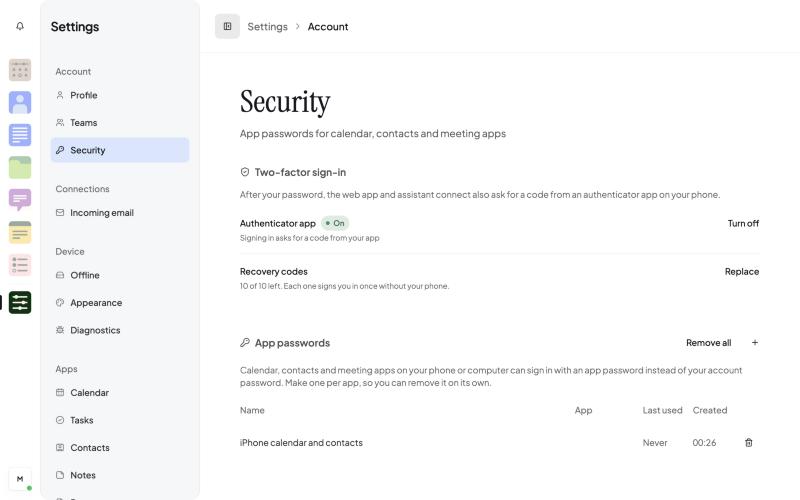 Settings
Settings > Account
Account
Profile
Teams
Security
Connections
Incoming email
Device
Offline
Appearance
Diagnostics
Apps
Calendar
Tasks
Contacts
Notes
M
Security
App passwords for calendar, contacts and meeting apps
Two-factor sign-in
After your password, the web app and assistant connect also ask for a code from an authenticator app on your phone.
Authenticator app On Turn off
Signing in asks for a code from your app
Recovery codes Replace
10 of 10 left. Each one signs you in once without your phone.
App passwords Remove all +
Calendar, contacts and meeting apps on your phone or computer can sign in with an app password instead of your account
password. Make one per app, so you can remove it on its own.
Name App Last used Created
iPhone calendar and contacts Never 00:26